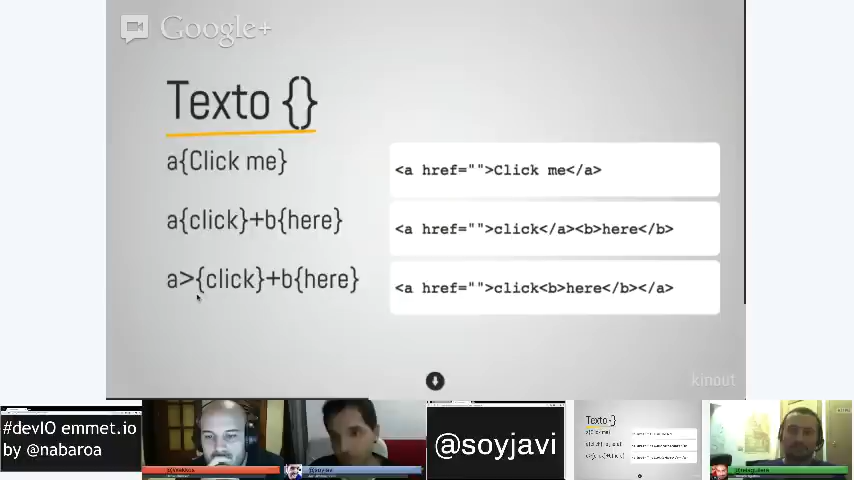 Google+
Texto {}
a{Click me}
<a href="">Click me</a>
a{click}+b{here}
<a href="">click</a><b>here</b>
a>{click}+b{here}
<a href="">click<b>here</b></a>
kinout
#devIO emmet.io
by @nabaroa
@soyjavi
@soyjavi
Texto {}